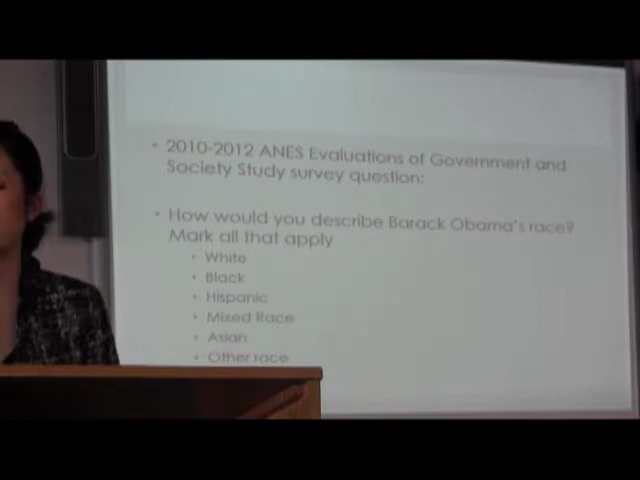 • 2010-2012 ANES Evaluations of Government and
Society Study survey question:
• How would you describe Barack Obama's race?
Mark all that apply
• White
• Black
• Hispanic
• Mixed Race
• Asian
• Other race